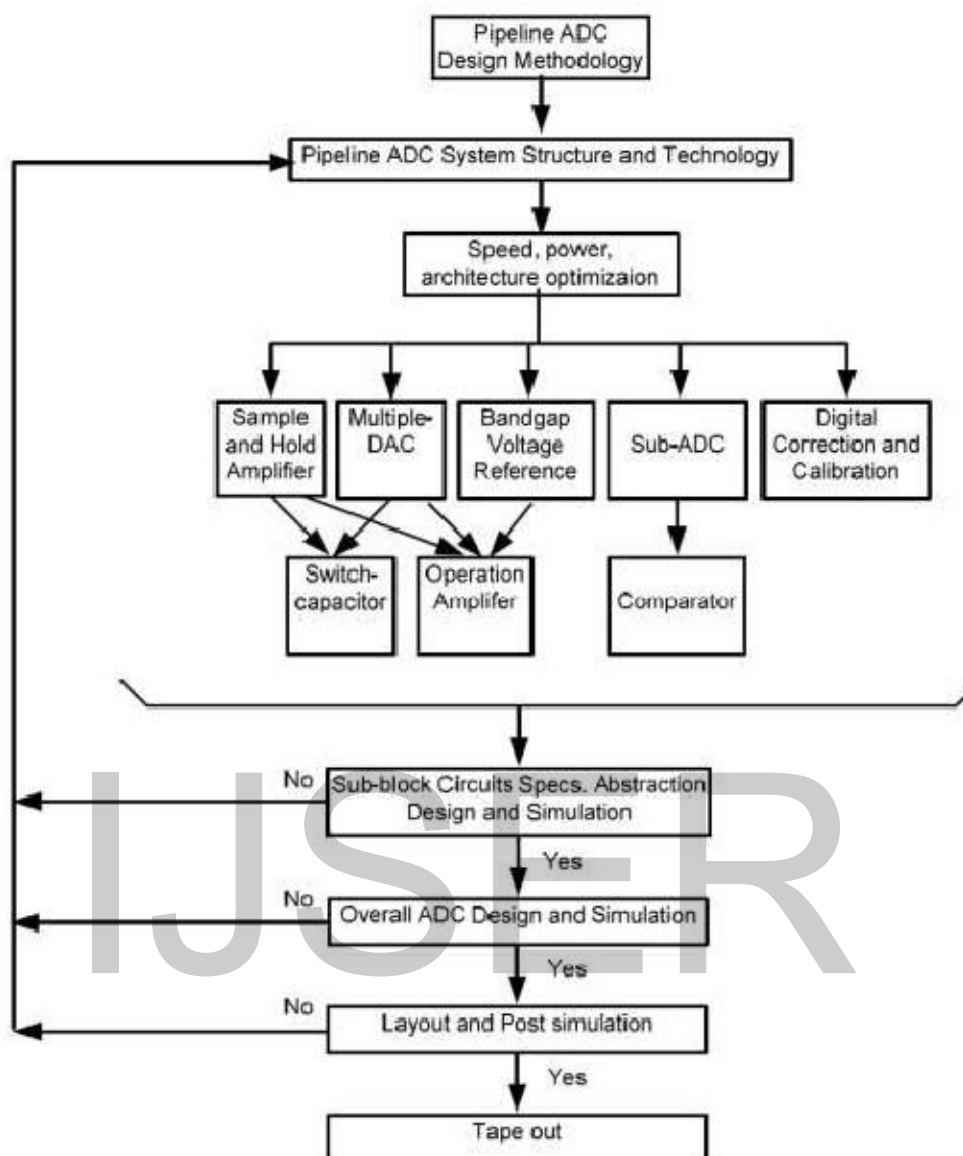 Pipeline ADC
Design Methodology
Pipeline ADC System Structure and Technology
Speed, power,
architecture optimizaion
Sample
and Hold
Amplifier
Multiple-
DAC
Bandgap
Voltage
Reference
Sub-ADC
Digital
Correction and
Calibration
Switch-
capacitor
Operation
Amplifer
Comparator
No
Sub-block Circuits Specs. Abstraction
Design and Simulation
Yes
No
Overall ADC Design and Simulation
Yes
No
Layout and Post simulation
Yes
Tape out
IJSER